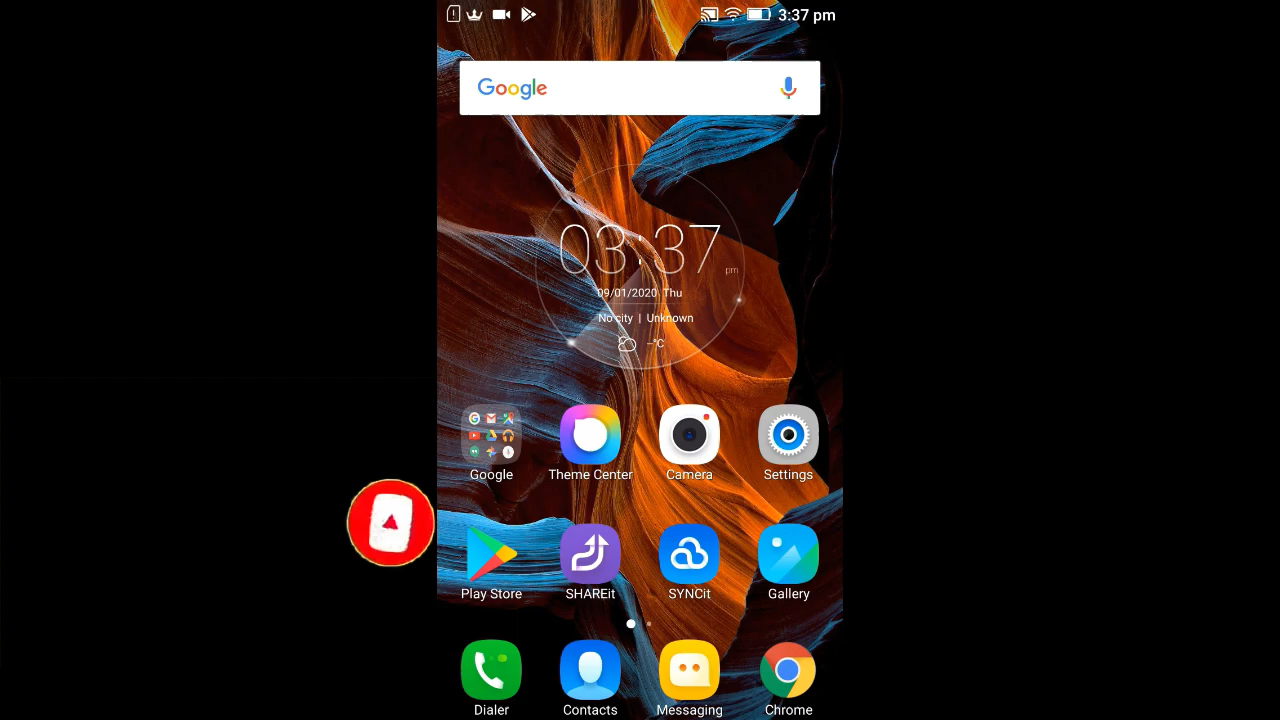 3:37 pm
Google
03:37
pm
09/01/2020 Thu
No city | Unknown
--°C
Google
Theme Center
Camera
Settings
Play Store
SHAREit
SYNCit
Gallery
Dialer
Contacts
Messaging
Chrome